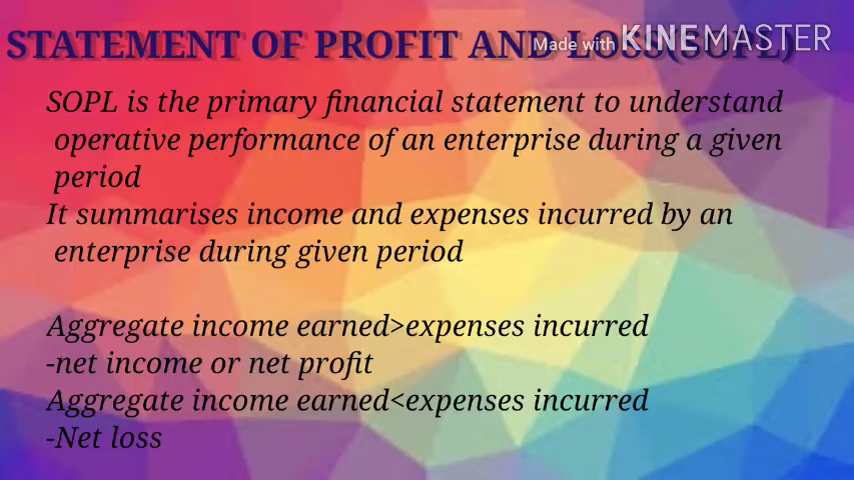 STATEMENT OF PROFIT AND LOSS(SOPL)
Made with KINEMASTER
SOPL is the primary financial statement to understand
operative performance of an enterprise during a given
period
It summarises income and expenses incurred by an
enterprise during given period
Aggregate income earned>expenses incurred
-net income or net profit
Aggregate income earned<expenses incurred
-Net loss